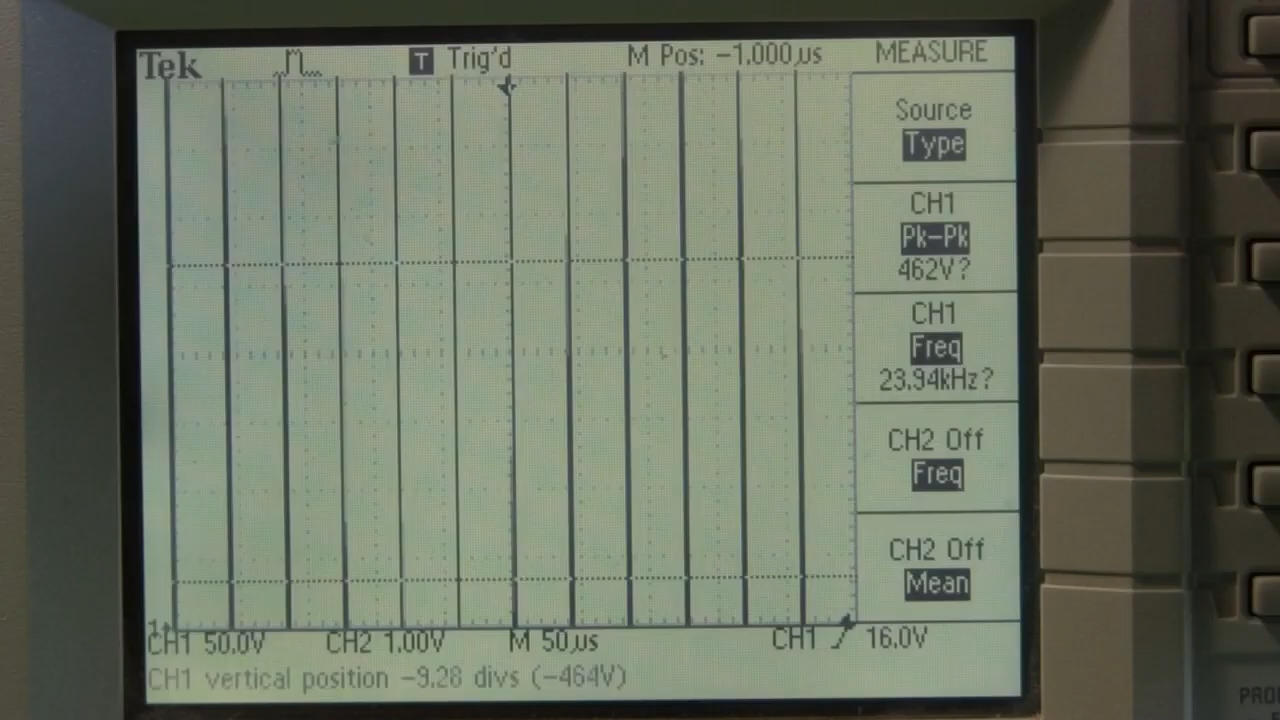 Tek T Trig'd M Pos: -1.000µs MEASURE
Source
Type
CH1
Pk-Pk
462V?
CH1
Freq
23.94kHz?
CH2 Off
Freq
CH2 Off
Mean
1
CH1 50.0V CH2 1.00V M 50µs CH1 16.0V
CH1 vertical position -9.28 divs (-464V)